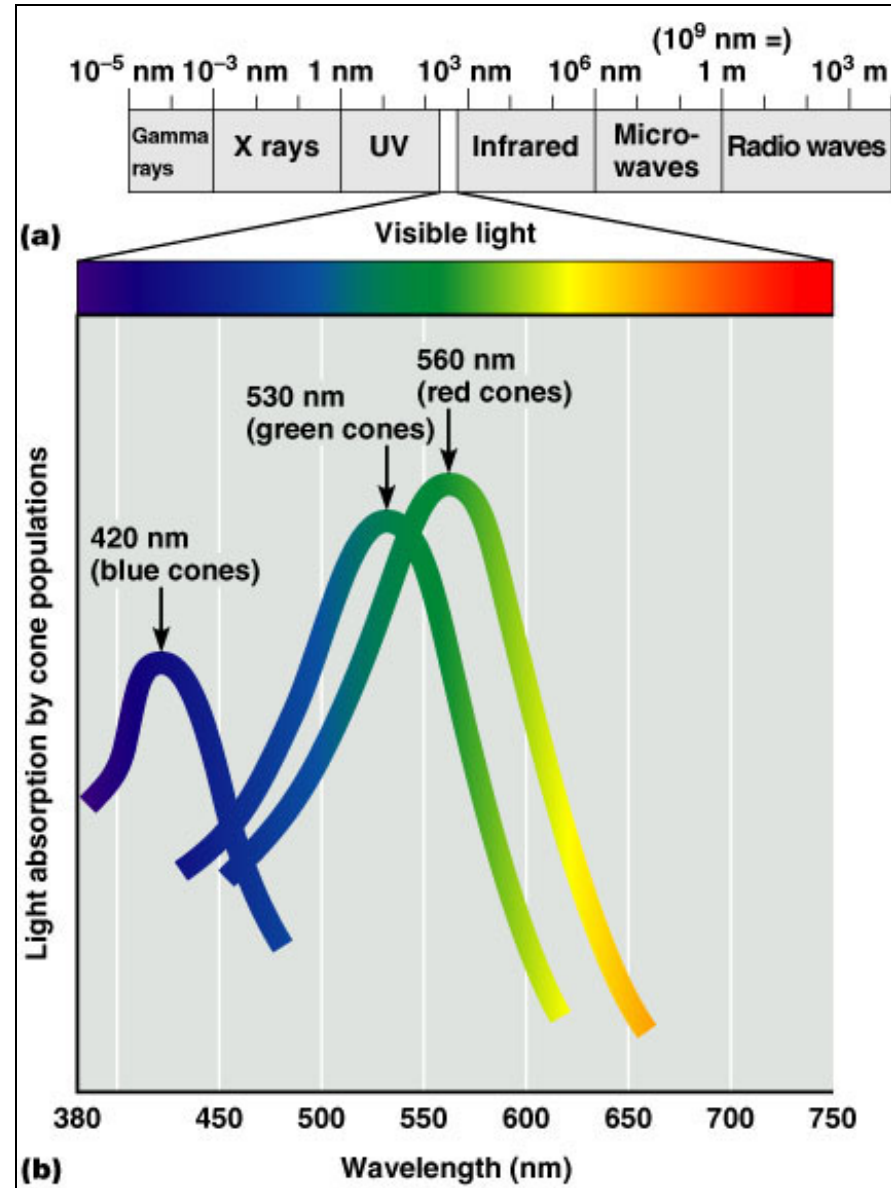 (10⁹ nm =)
10⁻⁵ nm 10⁻³ nm 1 nm 10³ nm 10⁶ nm 1 m 10³ m
Gamma rays X rays UV Infrared Micro-waves Radio waves
(a) Visible light
560 nm
(red cones)
530 nm
(green cones)
420 nm
(blue cones)
Light absorption by cone populations
380 450 500 550 600 650 700 750
(b) Wavelength (nm)